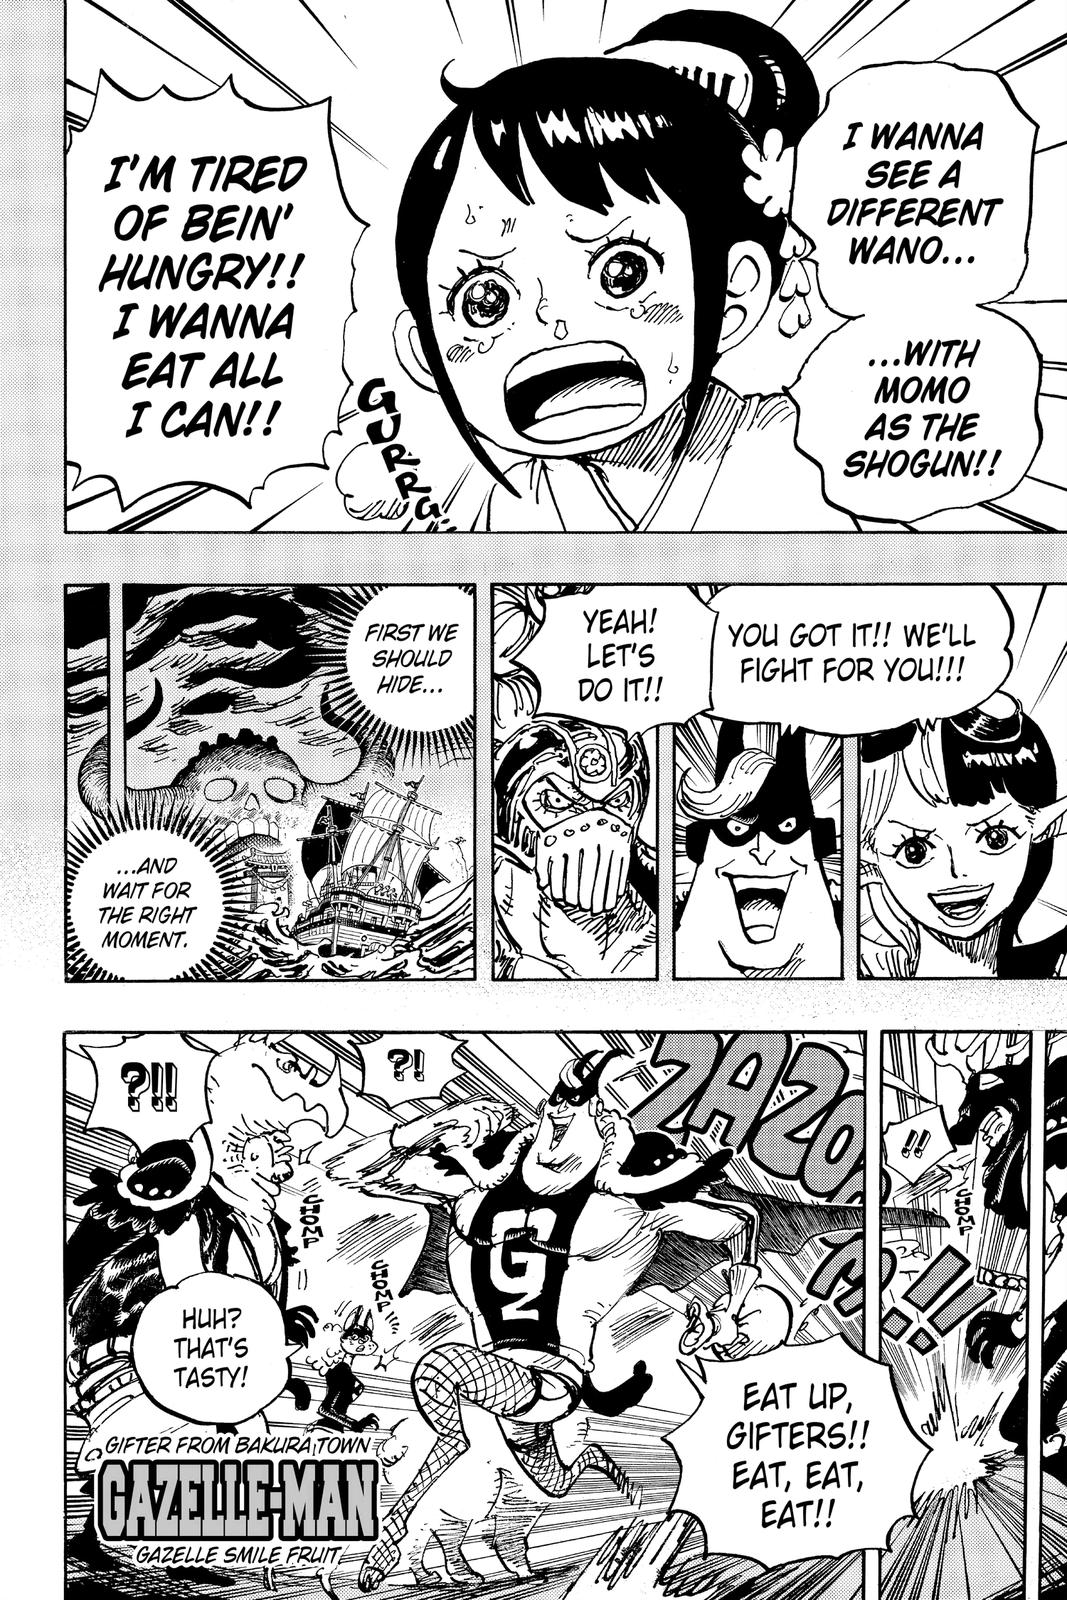 I WANNA
SEE A
DIFFERENT
WANO...
...WITH
MOMO
AS THE
SHOGUN!!
I'M TIRED
OF BEIN'
HUNGRY!!
I WANNA
EAT ALL
I CAN!!
GURRGL
YOU GOT IT!! WE'LL
FIGHT FOR YOU!!!
YEAH!
LET'S
DO IT!!
FIRST WE
SHOULD
HIDE...
...AND
WAIT FOR
THE RIGHT
MOMENT.
!!
CHOMP
!!
ZAZOO
?!
?!!
CHOMP
CHOMP
G
2
EAT UP,
GIFTERS!!
EAT, EAT,
EAT!!
HUH?
THAT'S
TASTY!
GIFTER FROM BAKURA TOWN
GAZELLE-MAN
GAZELLE SMILE FRUIT